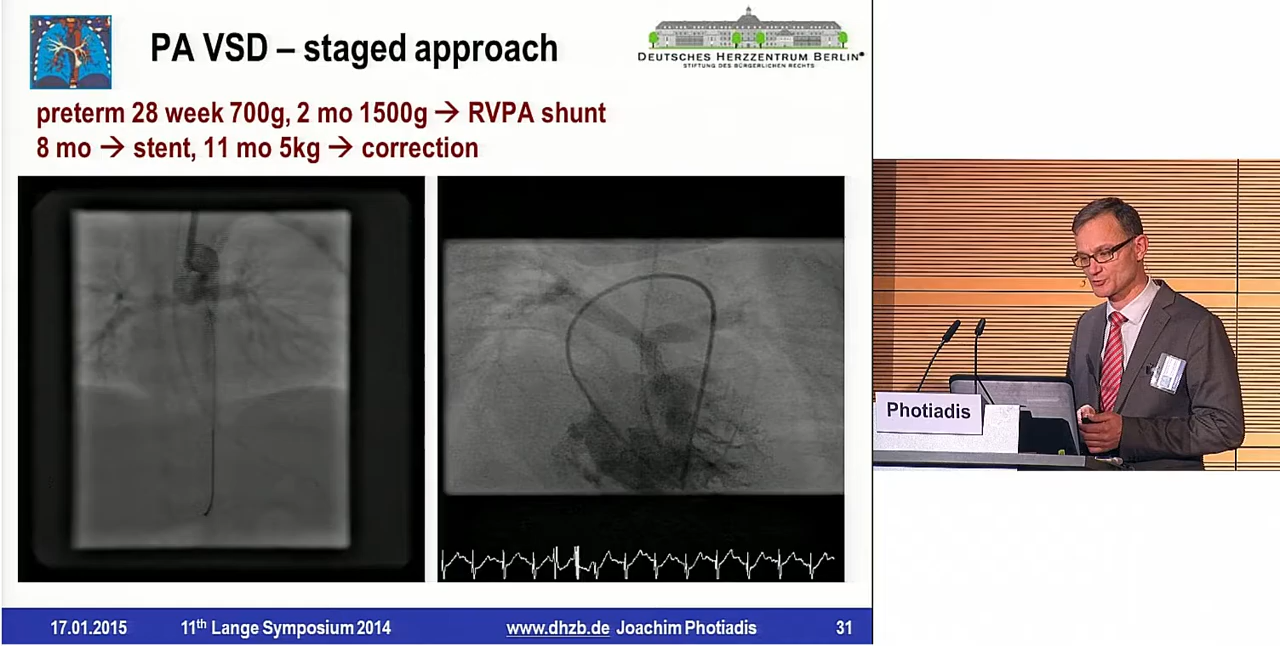 PA VSD – staged approach
DEUTSCHES HERZZENTRUM BERLIN
STIFTUNG DES BÜRGERLICHEN RECHTS
preterm 28 week 700g, 2 mo 1500g → RVPA shunt
8 mo → stent, 11 mo 5kg → correction
Photiadis
17.01.2015 11th Lange Symposium 2014 www.dhzb.de Joachim Photiadis 31